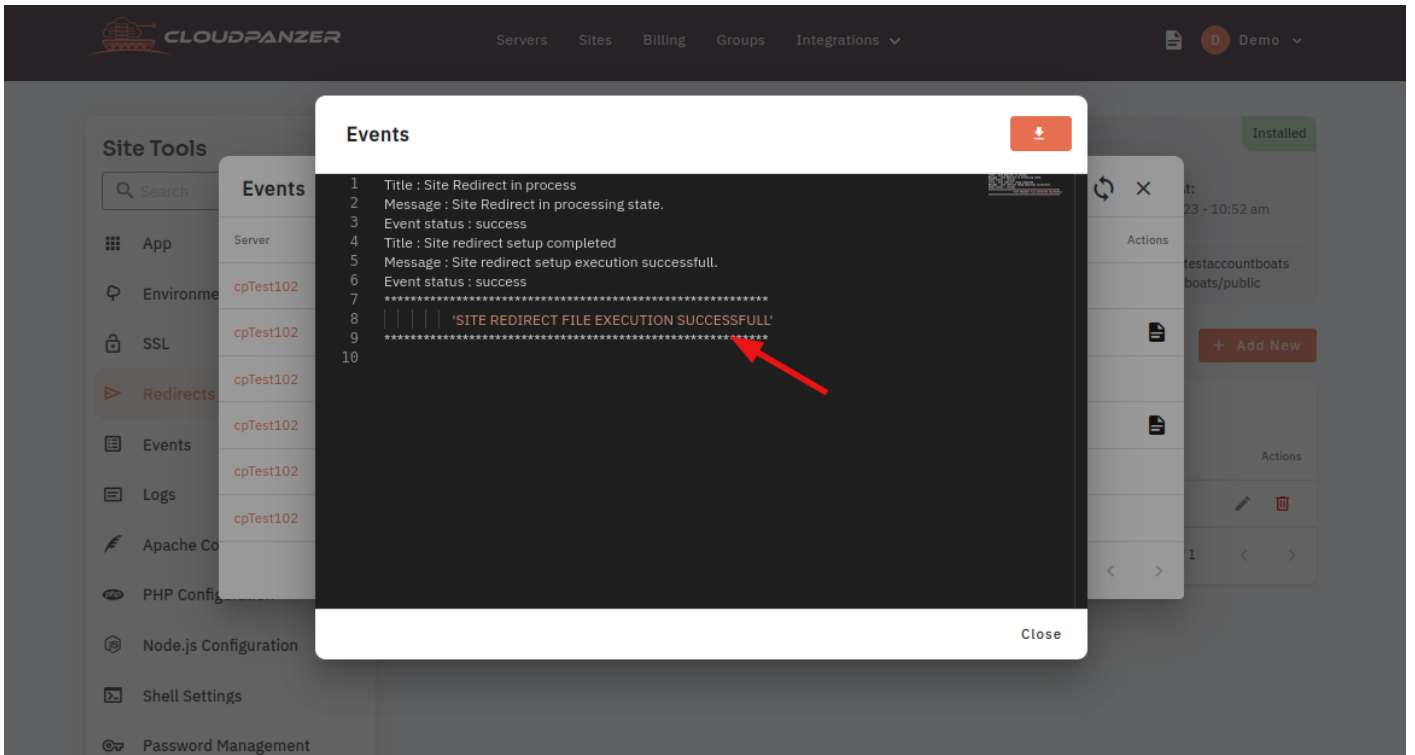 CLOUDPANZER
Servers Sites Billing Groups Integrations
D Demo
Site Tools
Search
App
SSL
Redirects
Events
Logs
PHP
Node.js Configuration
Shell Settings
Password Management
Installed
23 - 10:52 am
testaccountboats
boats/public
+ Add New
Actions
1
Events
Server
Actions
cpTest102
cpTest102
cpTest102
cpTest102
cpTest102
cpTest102
Events
1 Title : Site Redirect in process
2 Message : Site Redirect in processing state.
3 Event status : success
4 Title : Site redirect setup completed
5 Message : Site redirect setup execution successfull.
6 Event status : success
7 ***********************************************************
8 'SITE REDIRECT FILE EXECUTION SUCCESSFULL'
9 ***********************************************************
10
Close